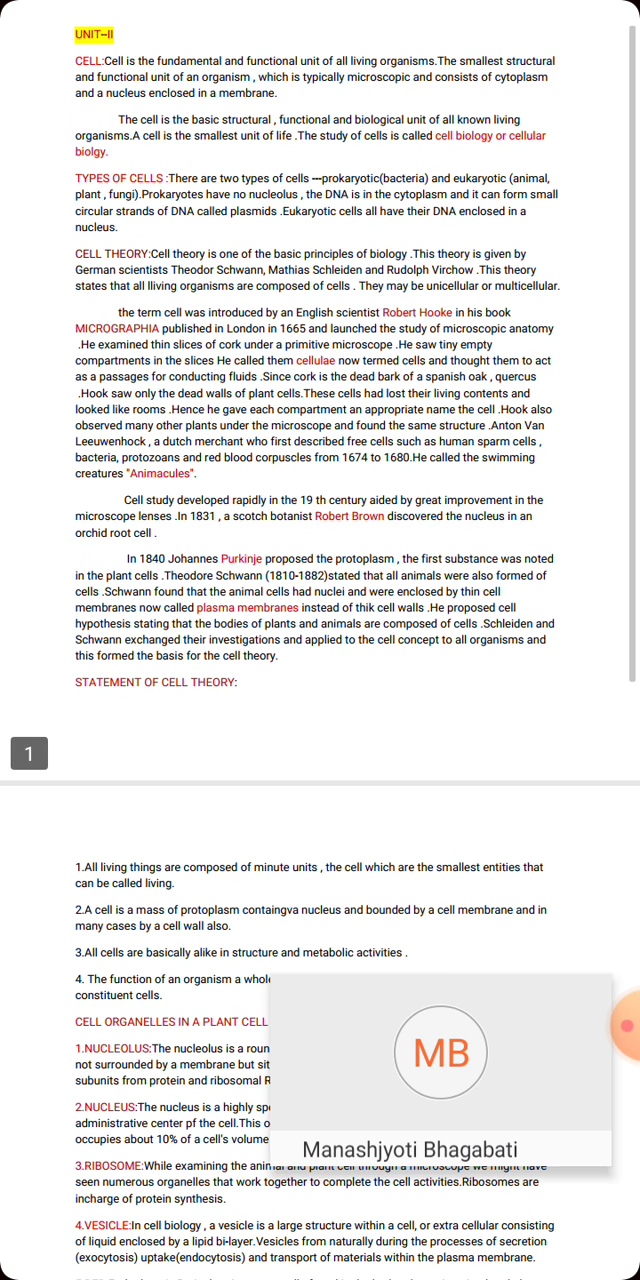 UNIT--II
CELL:Cell is the fundamental and functional unit of all living organisms.The smallest structural
and functional unit of an organism , which is typically microscopic and consists of cytoplasm
and a nucleus enclosed in a membrane.
The cell is the basic structural , functional and biological unit of all known living
organisms.A cell is the smallest unit of life .The study of cells is called cell biology or cellular
biolgy.
TYPES OF CELLS :There are two types of cells ---prokaryotic(bacteria) and eukaryotic (animal,
plant , fungi).Prokaryotes have no nucleolus , the DNA is in the cytoplasm and it can form small
circular strands of DNA called plasmids .Eukaryotic cells all have their DNA enclosed in a
nucleus.
CELL THEORY:Cell theory is one of the basic principles of biology .This theory is given by
German scientists Theodor Schwann, Mathias Schleiden and Rudolph Virchow .This theory
states that all lliving organisms are composed of cells . They may be unicellular or multicellular.
the term cell was introduced by an English scientist Robert Hooke in his book
MICROGRAPHIA published in London in 1665 and launched the study of microscopic anatomy
.He examined thin slices of cork under a primitive microscope .He saw tiny empty
compartments in the slices He called them cellulae now termed cells and thought them to act
as a passages for conducting fluids .Since cork is the dead bark of a spanish oak , quercus
.Hook saw only the dead walls of plant cells.These cells had lost their living contents and
looked like rooms .Hence he gave each compartment an appropriate name the cell .Hook also
observed many other plants under the microscope and found the same structure .Anton Van
Leeuwenhock , a dutch merchant who first described free cells such as human sparm cells ,
bacteria, protozoans and red blood corpuscles from 1674 to 1680.He called the swimming
creatures "Animacules".
Cell study developed rapidly in the 19 th century aided by great improvement in the
microscope lenses .In 1831 , a scotch botanist Robert Brown discovered the nucleus in an
orchid root cell .
In 1840 Johannes Purkinje proposed the protoplasm , the first substance was noted
in the plant cells .Theodore Schwann (1810-1882)stated that all animals were also formed of
cells .Schwann found that the animal cells had nuclei and were enclosed by thin cell
membranes now called plasma membranes instead of thik cell walls .He proposed cell
hypothesis stating that the bodies of plants and animals are composed of cells .Schleiden and
Schwann exchanged their investigations and applied to the cell concept to all organisms and
this formed the basis for the cell theory.
STATEMENT OF CELL THEORY:
1
1.All living things are composed of minute units , the cell which are the smallest entities that
can be called living.
2.A cell is a mass of protoplasm containgva nucleus and bounded by a cell membrane and in
many cases by a cell wall also.
3.All cells are basically alike in structure and metabolic activities .
4. The function of an organism a whole
constituent cells.
CELL ORGANELLES IN A PLANT CELL
1.NUCLEOLUS:The nucleolus is a roun
not surrounded by a membrane but sit
subunits from protein and ribosomal R
2.NUCLEUS:The nucleus is a highly spe
administrative center pf the cell.This o
occupies about 10% of a cell's volume
MB
Manashjyoti Bhagabati
3.RIBOSOME:While examining the animal and plant cell through a microscope we might have
seen numerous organelles that work together to complete the cell activities.Ribosomes are
incharge of protein synthesis.
4.VESICLE:In cell biology , a vesicle is a large structure within a cell, or extra cellular consisting
of liquid enclosed by a lipid bi-layer.Vesicles from naturally during the processes of secretion
(exocytosis) uptake(endocytosis) and transport of materials within the plasma membrane.